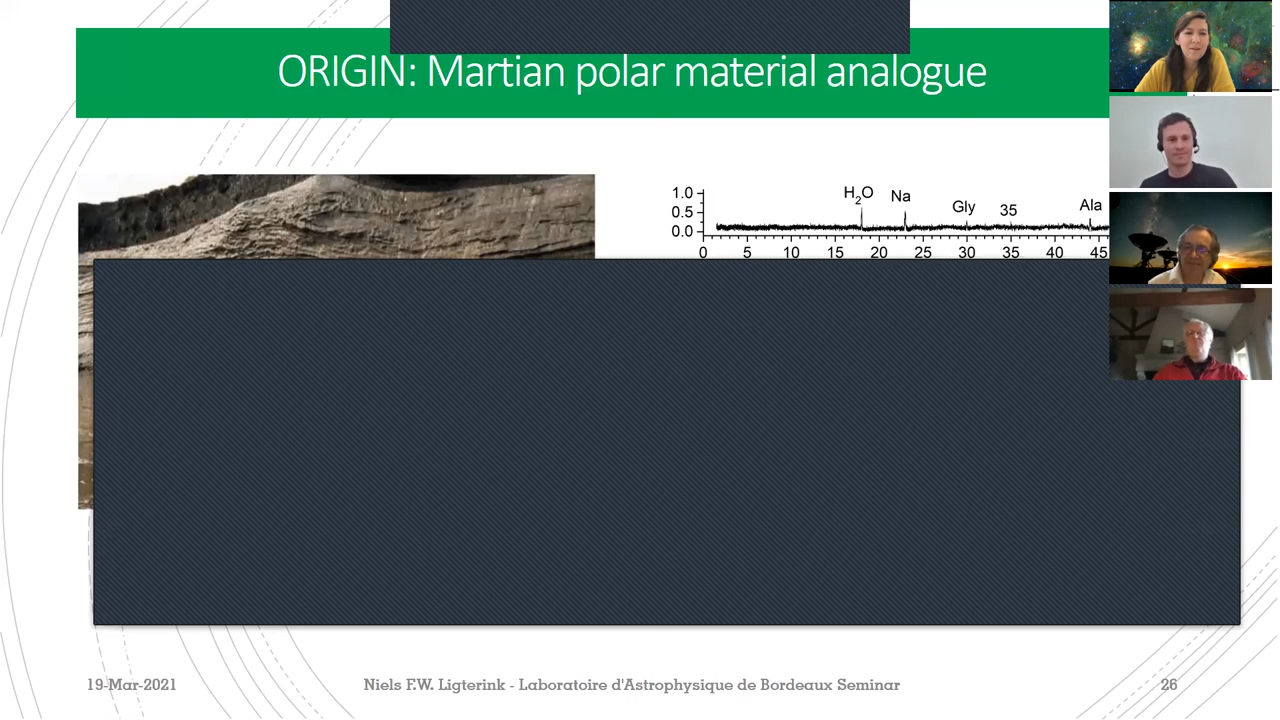 ORIGIN: Martian polar material analogue
1.0
0.5
0.0
H₂O Na Gly 35 Ala
0 5 10 15 20 25 30 35 40 45
19-Mar-2021 Niels F.W. Ligterink - Laboratoire d'Astrophysique de Bordeaux Seminar 26